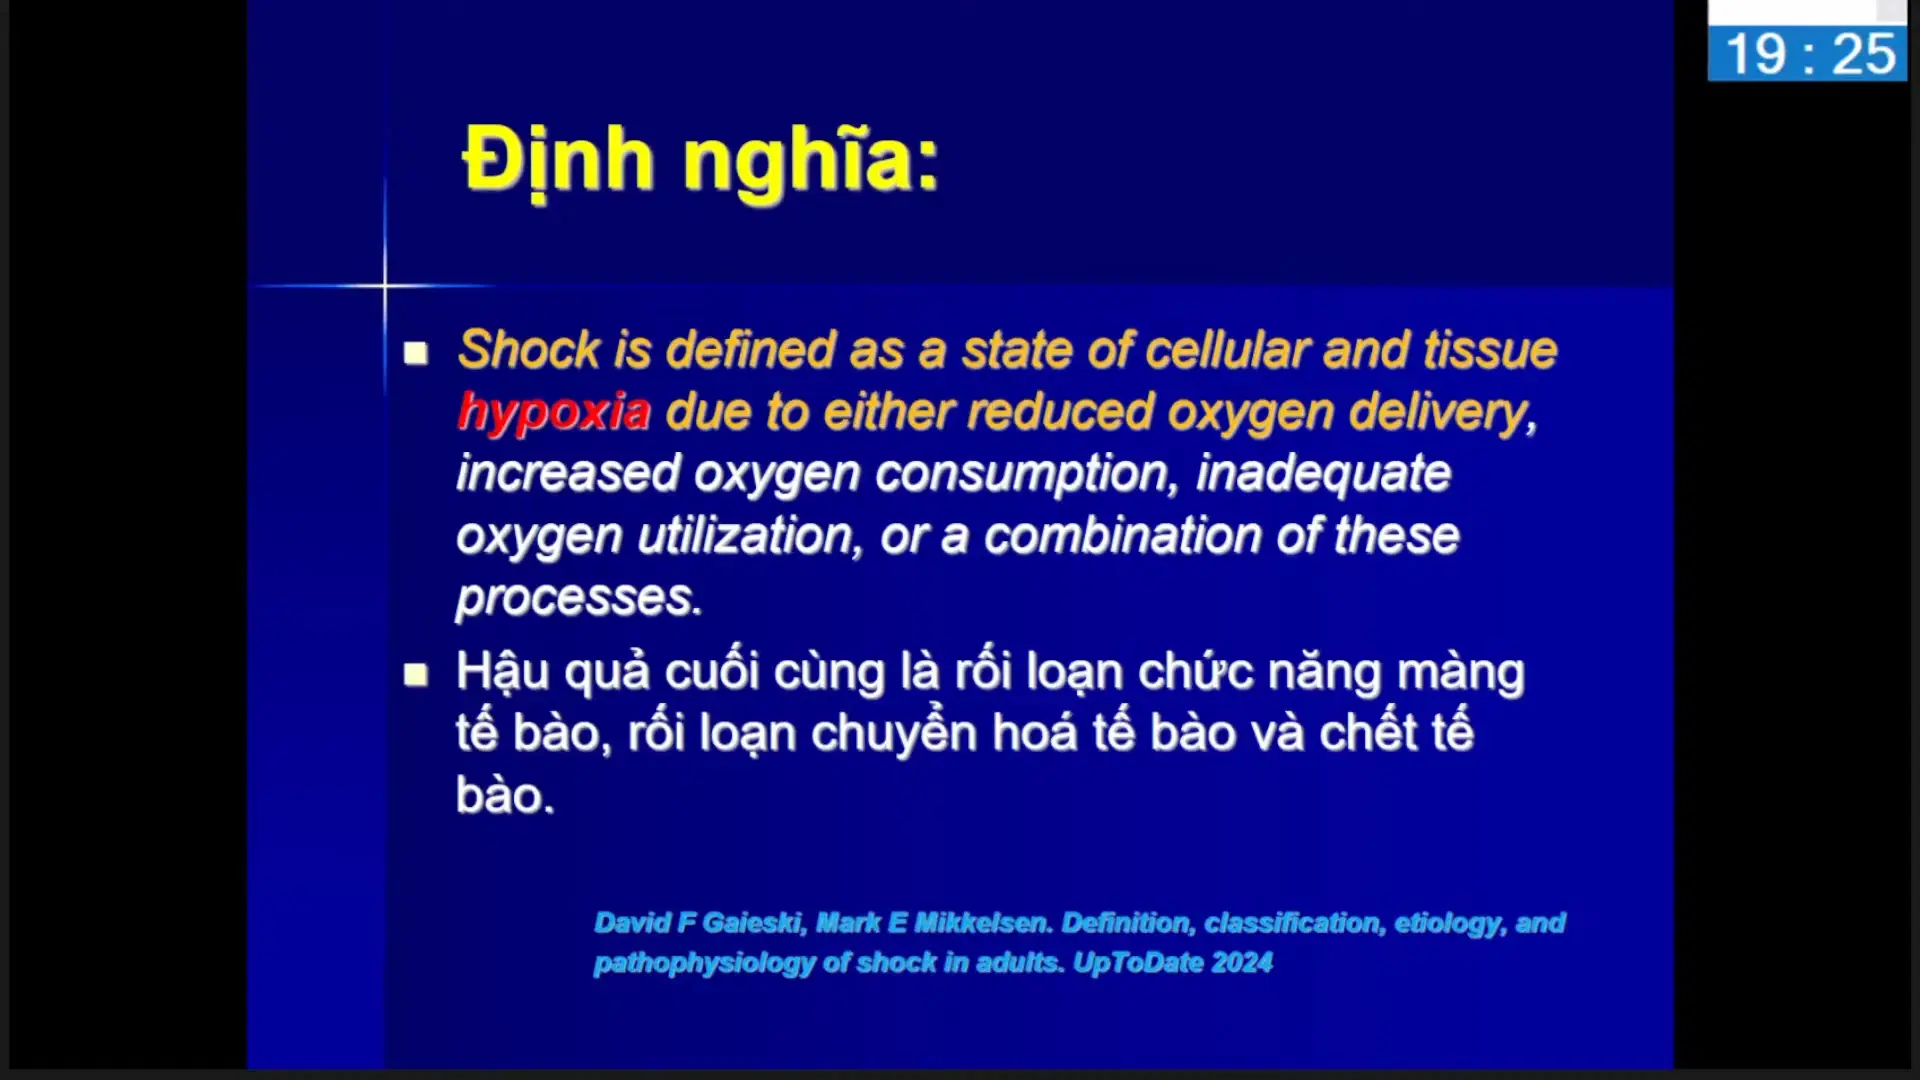 19 : 25
Định nghĩa:
Shock is defined as a state of cellular and tissue
hypoxia due to either reduced oxygen delivery,
increased oxygen consumption, inadequate
oxygen utilization, or a combination of these
processes.
Hậu quả cuối cùng là rối loạn chức năng màng
tế bào, rối loạn chuyển hoá tế bào và chết tế
bào.
David F Gaieski, Mark E Mikkelsen. Definition, classification, etiology, and
pathophysiology of shock in adults. UpToDate 2024